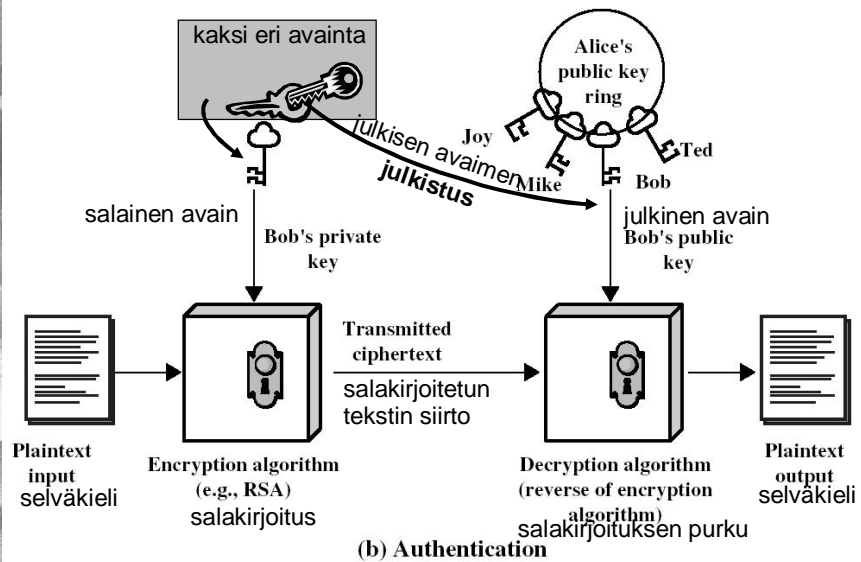 kaksi eri avainta
Alice's
public key
ring
Joy
Mike
Bob
Ted
julkisen avaimen
julkistus
salainen avain
Bob's private
key
julkinen avain
Bob's public
key
Transmitted
ciphertext
salakirjoitetun
tekstin siirto
Plaintext
input
selväkieli
Encryption algorithm
(e.g., RSA)
salakirjoitus
Decryption algorithm
(reverse of encryption
algorithm)
salakirjoituksen purku
Plaintext
output
selväkieli
(b) Authentication